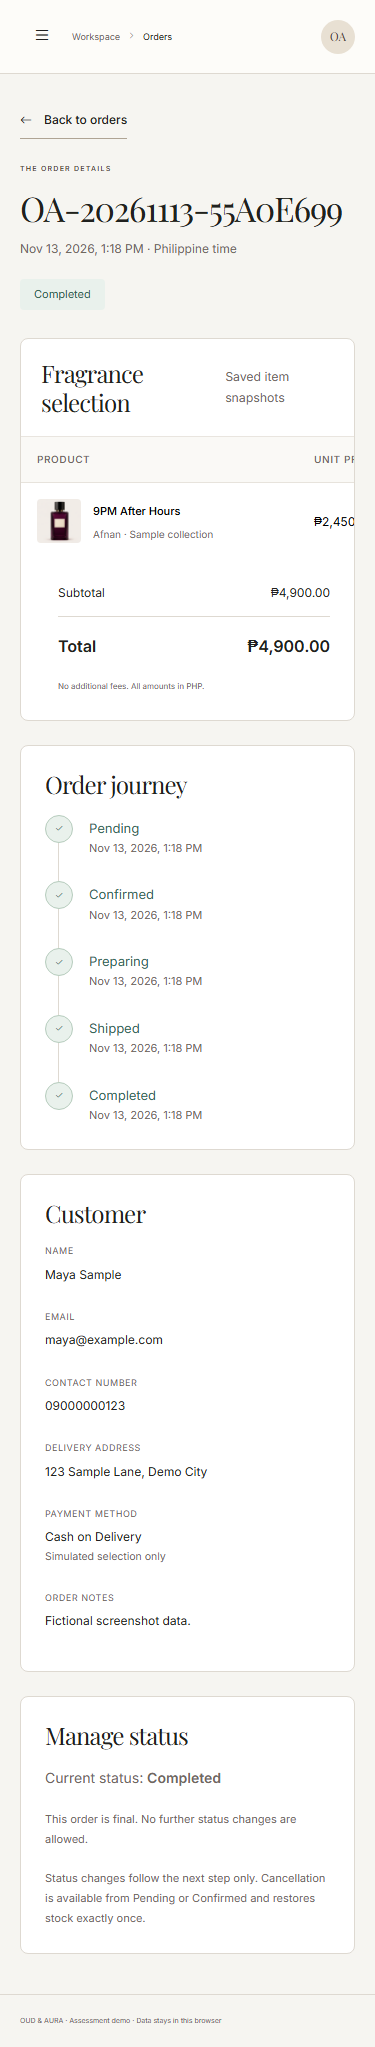 Workspace > Orders
OA
← Back to orders
THE ORDER DETAILS
OA-20261113-55A0E699
Nov 13, 2026, 1:18 PM · Philippine time
Completed
Fragrance
selection
Saved item
snapshots
PRODUCT UNIT PR
9PM After Hours
Afnan · Sample collection
₱2,450
Subtotal ₱4,900.00
Total ₱4,900.00
No additional fees. All amounts in PHP.
Order journey
Pending
Nov 13, 2026, 1:18 PM
Confirmed
Nov 13, 2026, 1:18 PM
Preparing
Nov 13, 2026, 1:18 PM
Shipped
Nov 13, 2026, 1:18 PM
Completed
Nov 13, 2026, 1:18 PM
Customer
NAME
Maya Sample
EMAIL
maya@example.com
CONTACT NUMBER
09000000123
DELIVERY ADDRESS
123 Sample Lane, Demo City
PAYMENT METHOD
Cash on Delivery
Simulated selection only
ORDER NOTES
Fictional screenshot data.
Manage status
Current status: Completed
This order is final. No further status changes are
allowed.
Status changes follow the next step only. Cancellation
is available from Pending or Confirmed and restores
stock exactly once.
OUD & AURA · Assessment demo · Data stays in this browser